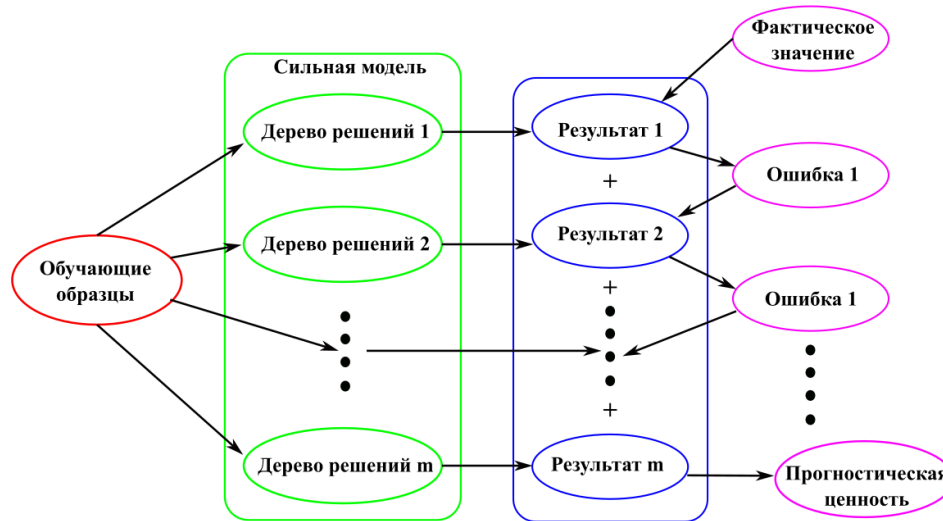 Фактическое
значение
Сильная модель
Дерево решений 1
Результат 1
+
Ошибка 1
Дерево решений 2
Результат 2
Обучающие
образцы
+
Ошибка 1
+
Дерево решений m
Результат m
Прогностическая
ценность